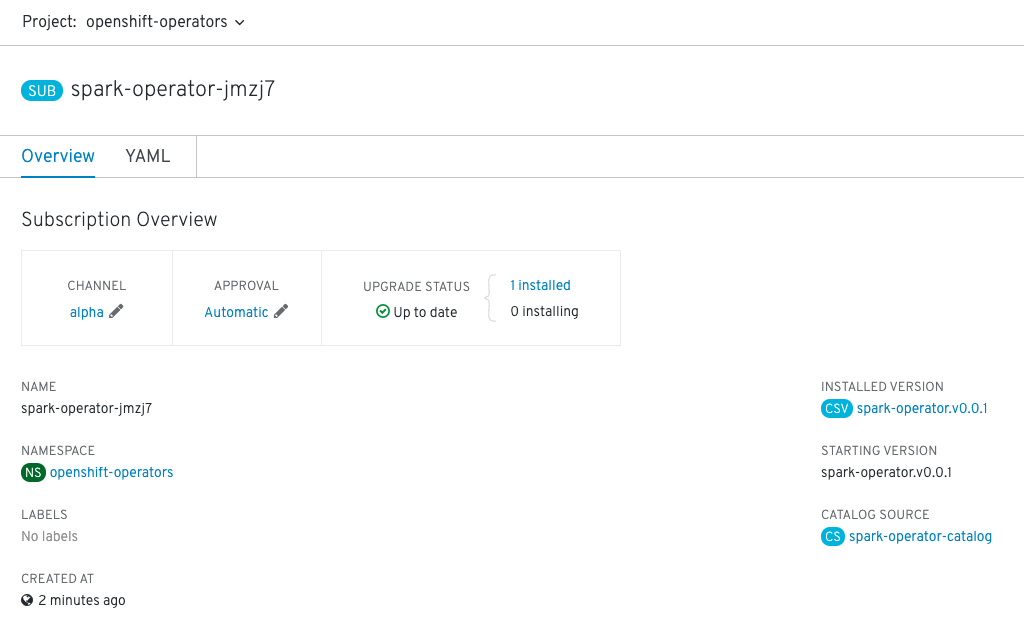 Project: openshift-operators
SUB spark-operator-jmzj7
Overview YAML
Subscription Overview
CHANNEL
alpha
APPROVAL
Automatic
UPGRADE STATUS
Up to date
1 installed
0 installing
NAME
spark-operator-jmzj7
NAMESPACE
NS openshift-operators
LABELS
No labels
CREATED AT
2 minutes ago
INSTALLED VERSION
CSV spark-operator.v0.0.1
STARTING VERSION
spark-operator.v0.0.1
CATALOG SOURCE
CS spark-operator-catalog